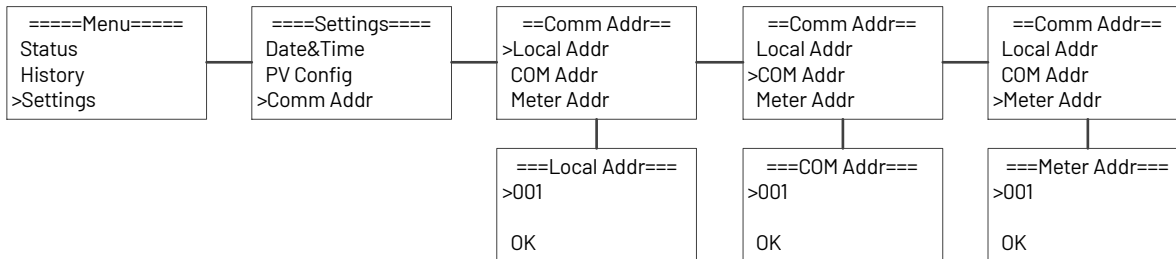 =====Menu=====
Status
History
>Settings
====Settings====
Date&Time
PV Config
>Comm Addr
==Comm Addr==
>Local Addr
COM Addr
Meter Addr
==Comm Addr==
Local Addr
>COM Addr
Meter Addr
==Comm Addr==
Local Addr
COM Addr
>Meter Addr
===Local Addr===
>001
OK
===COM Addr===
>001
OK
===Meter Addr===
>001
OK